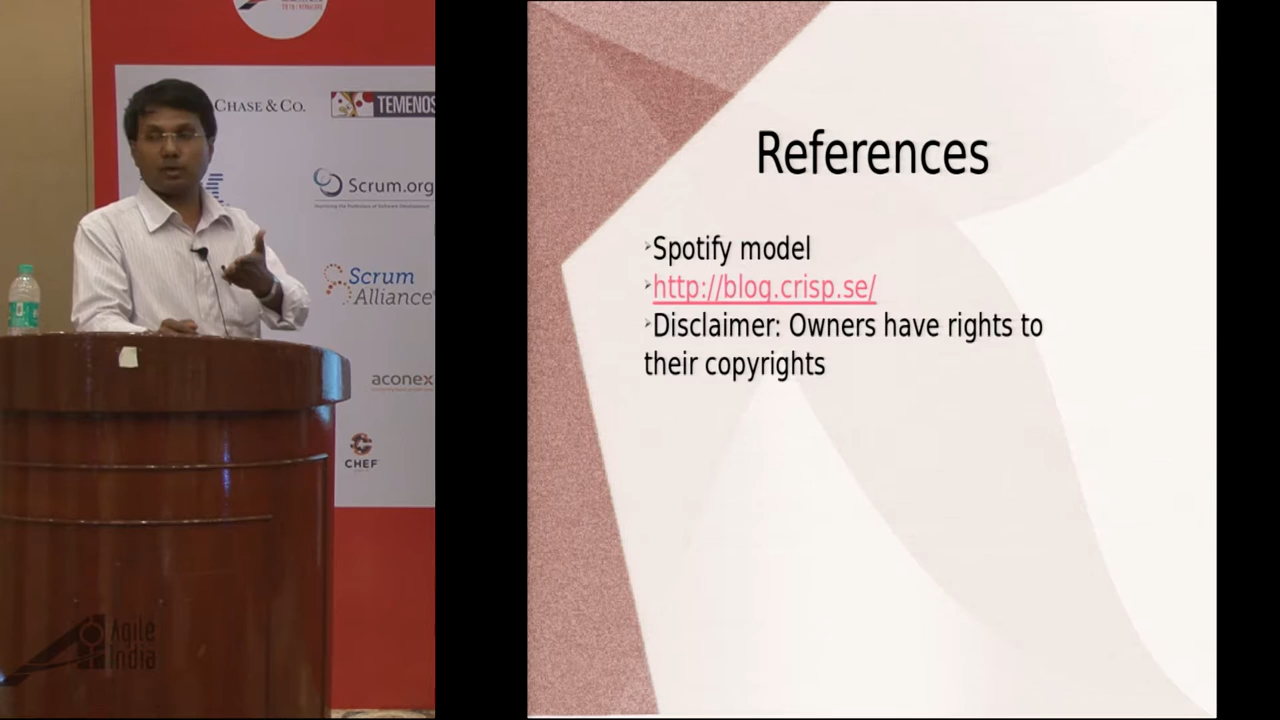 CHASE & CO.
TEMENOS
Scrum.org
Scrum
Alliance
aconex
CHEF
Agile
India
References
Spotify model
http://blog.crisp.se/
Disclaimer: Owners have rights to
their copyrights